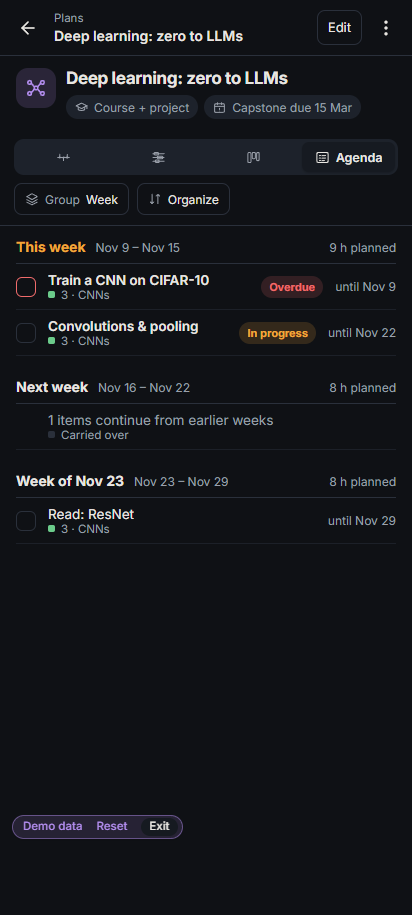 Plans
Deep learning: zero to LLMs
Edit
Deep learning: zero to LLMs
Course + project
Capstone due 15 Mar
Agenda
Group Week
Organize
This week Nov 9 – Nov 15 9 h planned
Train a CNN on CIFAR-10 Overdue until Nov 9
3 · CNNs
Convolutions & pooling In progress until Nov 22
3 · CNNs
Next week Nov 16 – Nov 22 8 h planned
1 items continue from earlier weeks
Carried over
Week of Nov 23 Nov 23 – Nov 29 8 h planned
Read: ResNet until Nov 29
3 · CNNs
Demo data Reset Exit